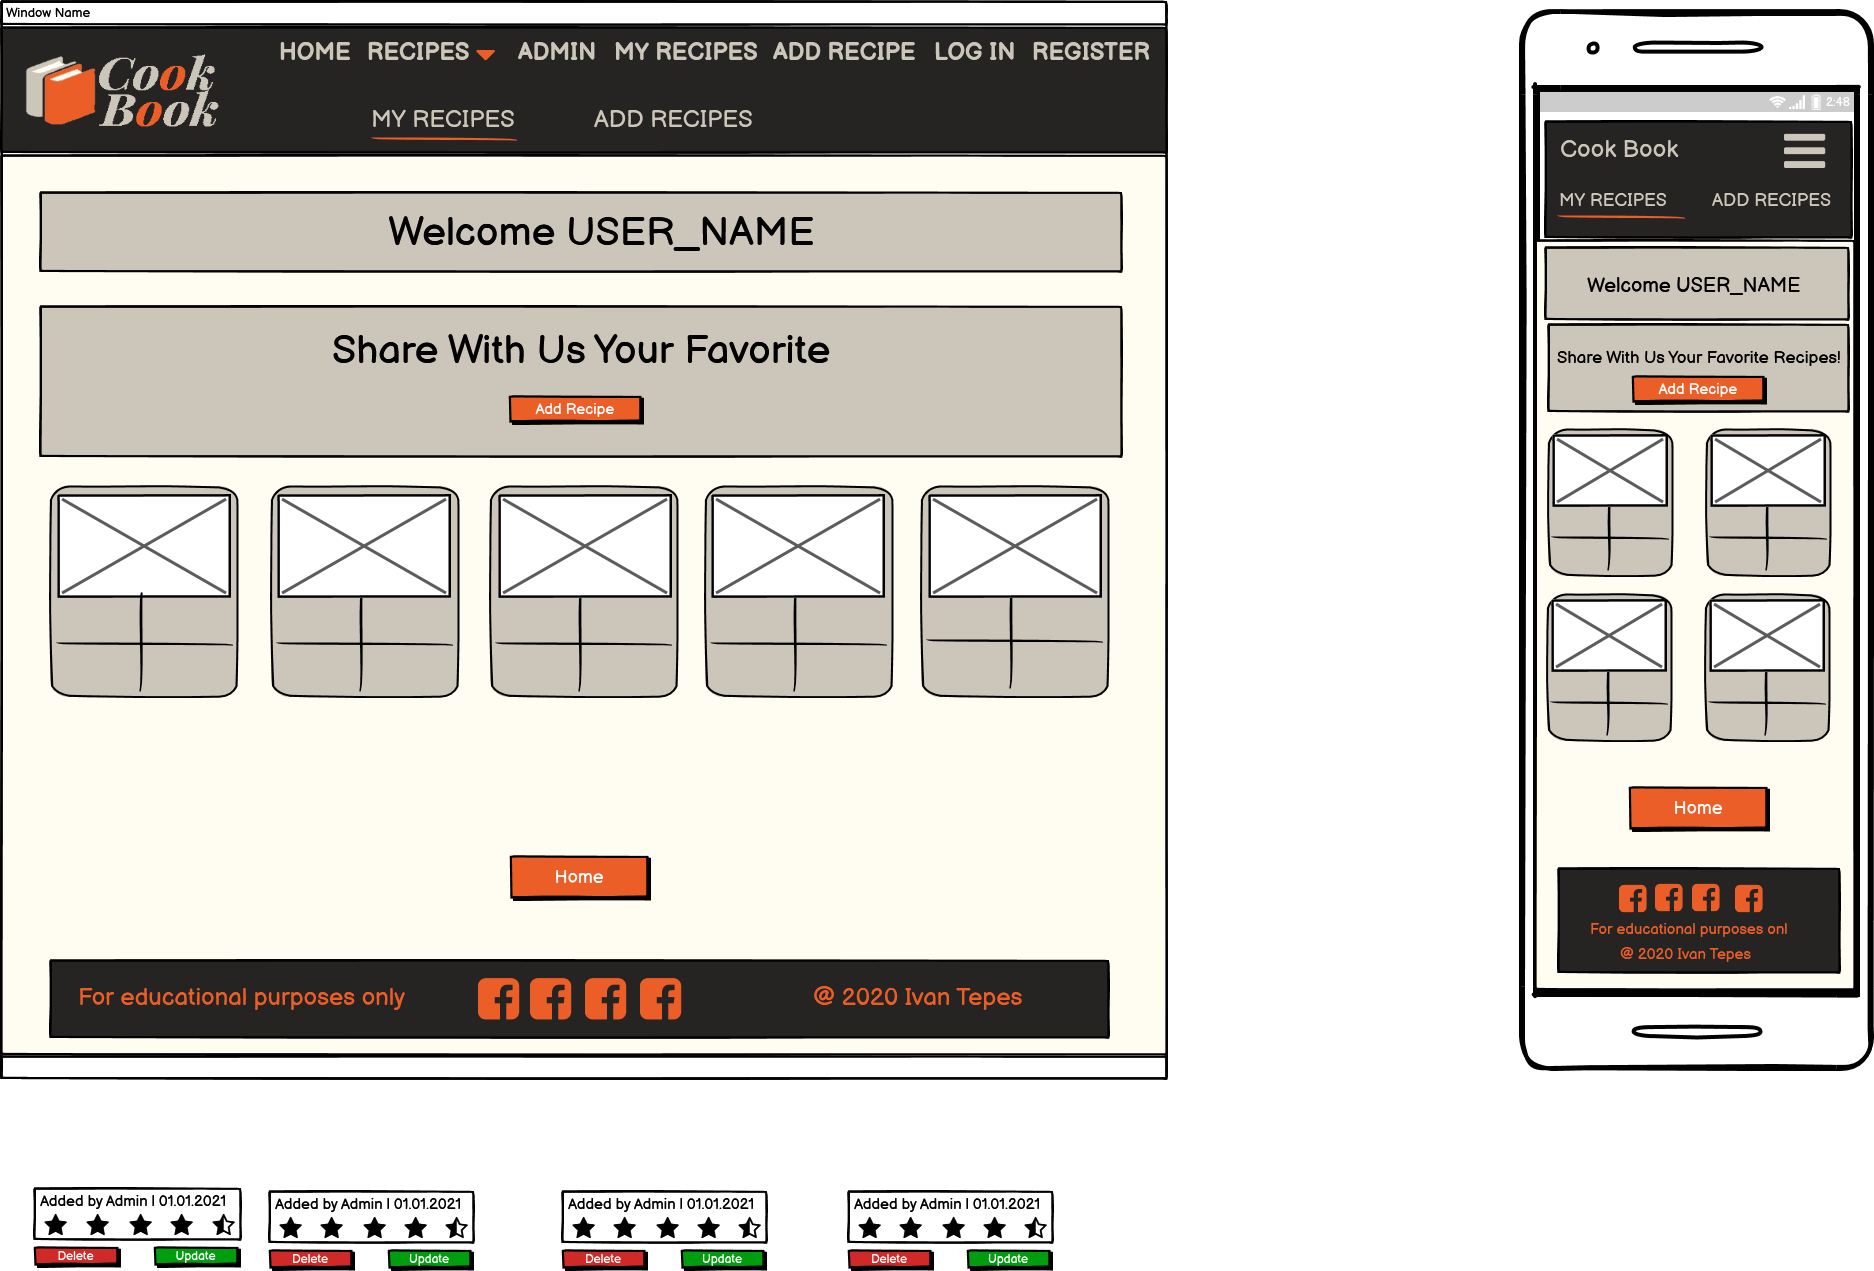 Window Name
HOME RECIPES ADMIN MY RECIPES ADD RECIPE LOG IN REGISTER
Cook
Book
MY RECIPES ADD RECIPES
Welcome USER_NAME
Share With Us Your Favorite
Add Recipe
Home
For educational purposes only
@ 2020 Ivan Tepes
2:48
Cook Book
MY RECIPES ADD RECIPES
Welcome USER_NAME
Share With Us Your Favorite Recipes!
Add Recipe
Home
For educational purposes onl
@ 2020 Ivan Tepes
Added by Admin | 01.01.2021
Delete Update
Added by Admin | 01.01.2021
Delete Update
Added by Admin | 01.01.2021
Delete Update
Added by Admin | 01.01.2021
Delete Update